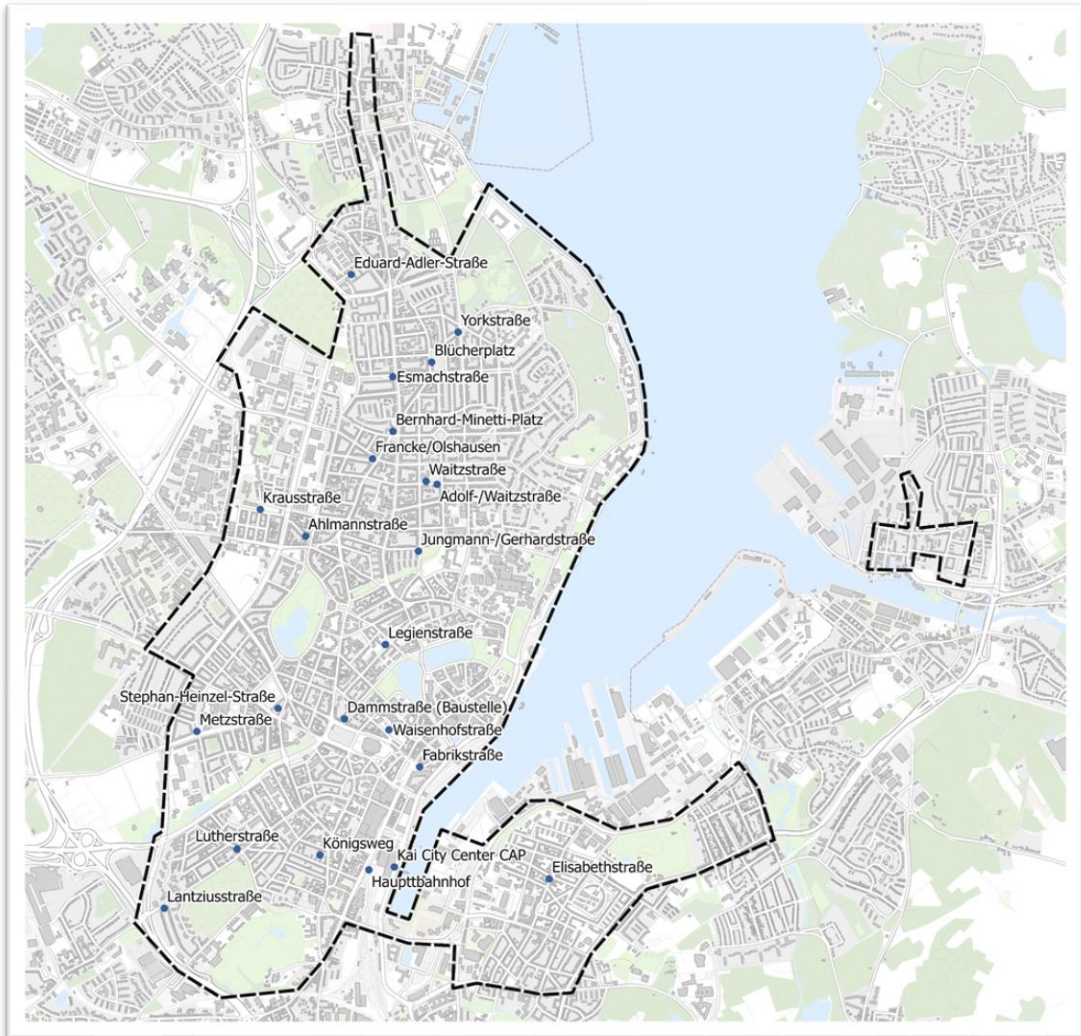 Eduard-Adler-Straße
Yorkstraße
Blücherplatz
Esmachstraße
Bernhard-Minetti-Platz
Francke/Olshausen
Waitzstraße
Adolf-/Waitzstraße
Krausstraße
Ahlmannstraße
Jungmann-/Gerhardstraße
Legienstraße
Stephan-Heinzel-Straße
Metzstraße
Dammstraße (Baustelle)
Waisenhofstraße
Fabrikstraße
Lutherstraße
Königsweg
Kai City Center CAP
Haupttbahnhof
Elisabethstraße
Lantziusstraße